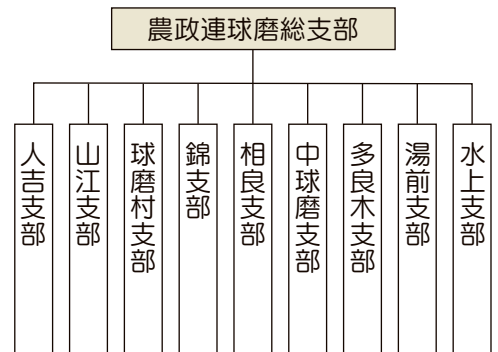 農政連球磨総支部
人吉支部
山江支部
球磨村支部
錦支部
相良支部
中球磨支部
多良木支部
湯前支部
水上支部